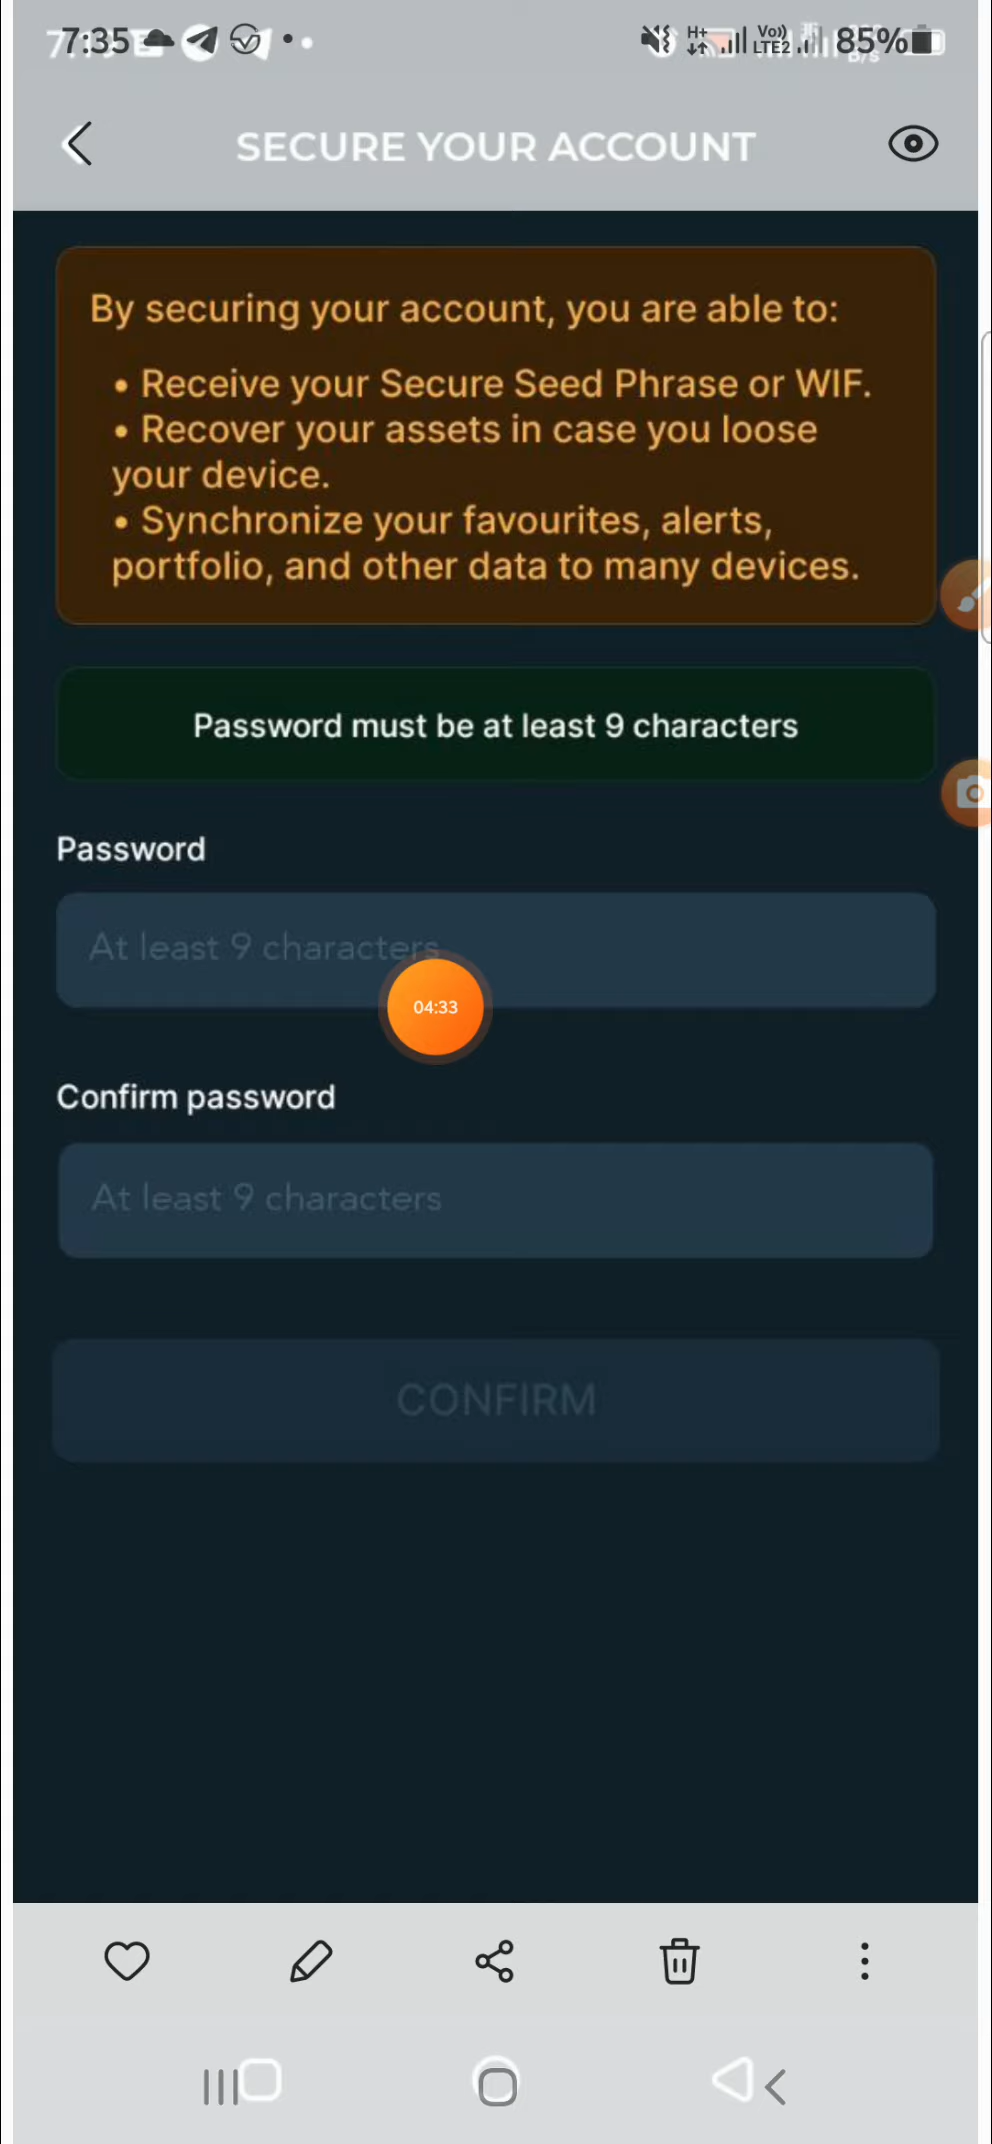 7:35
H+
Vo))
LTE2
85%
SECURE YOUR ACCOUNT
By securing your account, you are able to:
• Receive your Secure Seed Phrase or WIF.
• Recover your assets in case you loose
your device.
• Synchronize your favourites, alerts,
portfolio, and other data to many devices.
Password must be at least 9 characters
Password
At least 9 characters
04:33
Confirm password
At least 9 characters
CONFIRM